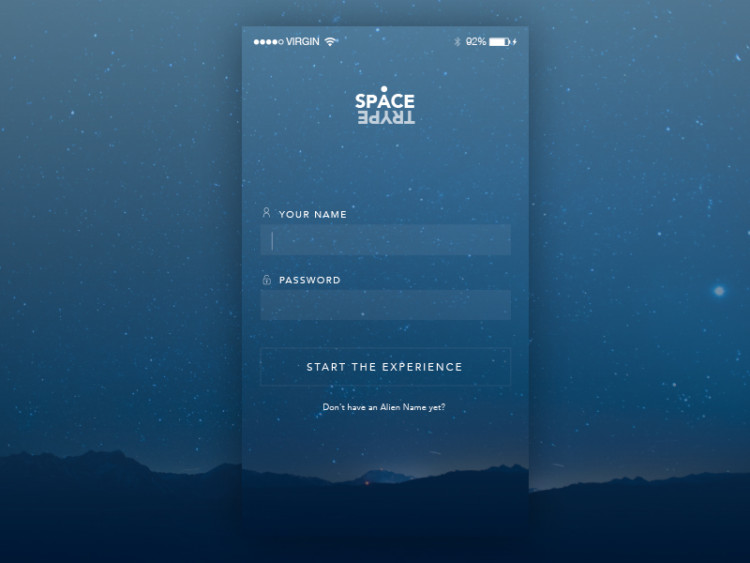 VIRGIN 92%
SPACE
TRYPE
YOUR NAME
PASSWORD
START THE EXPERIENCE
Don't have an Alien Name yet?